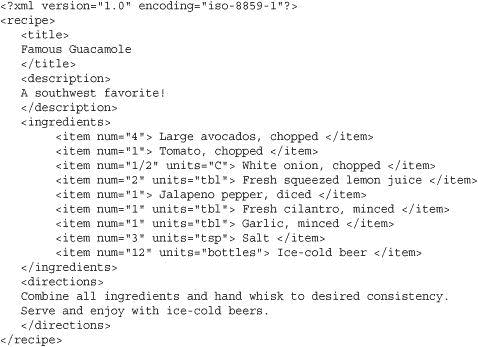 <?xml version="1.0" encoding="iso-8859-1"?>
<recipe>
   <title>
   Famous Guacamole
   </title>
   <description>
   A southwest favorite!
   </description>
   <ingredients>
        <item num="4"> Large avocados, chopped </item>
        <item num="1"> Tomato, chopped </item>
        <item num="1/2" units="C"> White onion, chopped </item>
        <item num="2" units="tbl"> Fresh squeezed lemon juice </item>
        <item num="1"> Jalapeno pepper, diced </item>
        <item num="1" units="tbl"> Fresh cilantro, minced </item>
        <item num="1" units="tbl"> Garlic, minced </item>
        <item num="3" units="tsp"> Salt </item>
        <item num="12" units="bottles"> Ice-cold beer </item>
   </ingredients>
   <directions>
   Combine all ingredients and hand whisk to desired consistency.
   Serve and enjoy with ice-cold beers.
   </directions>
</recipe>